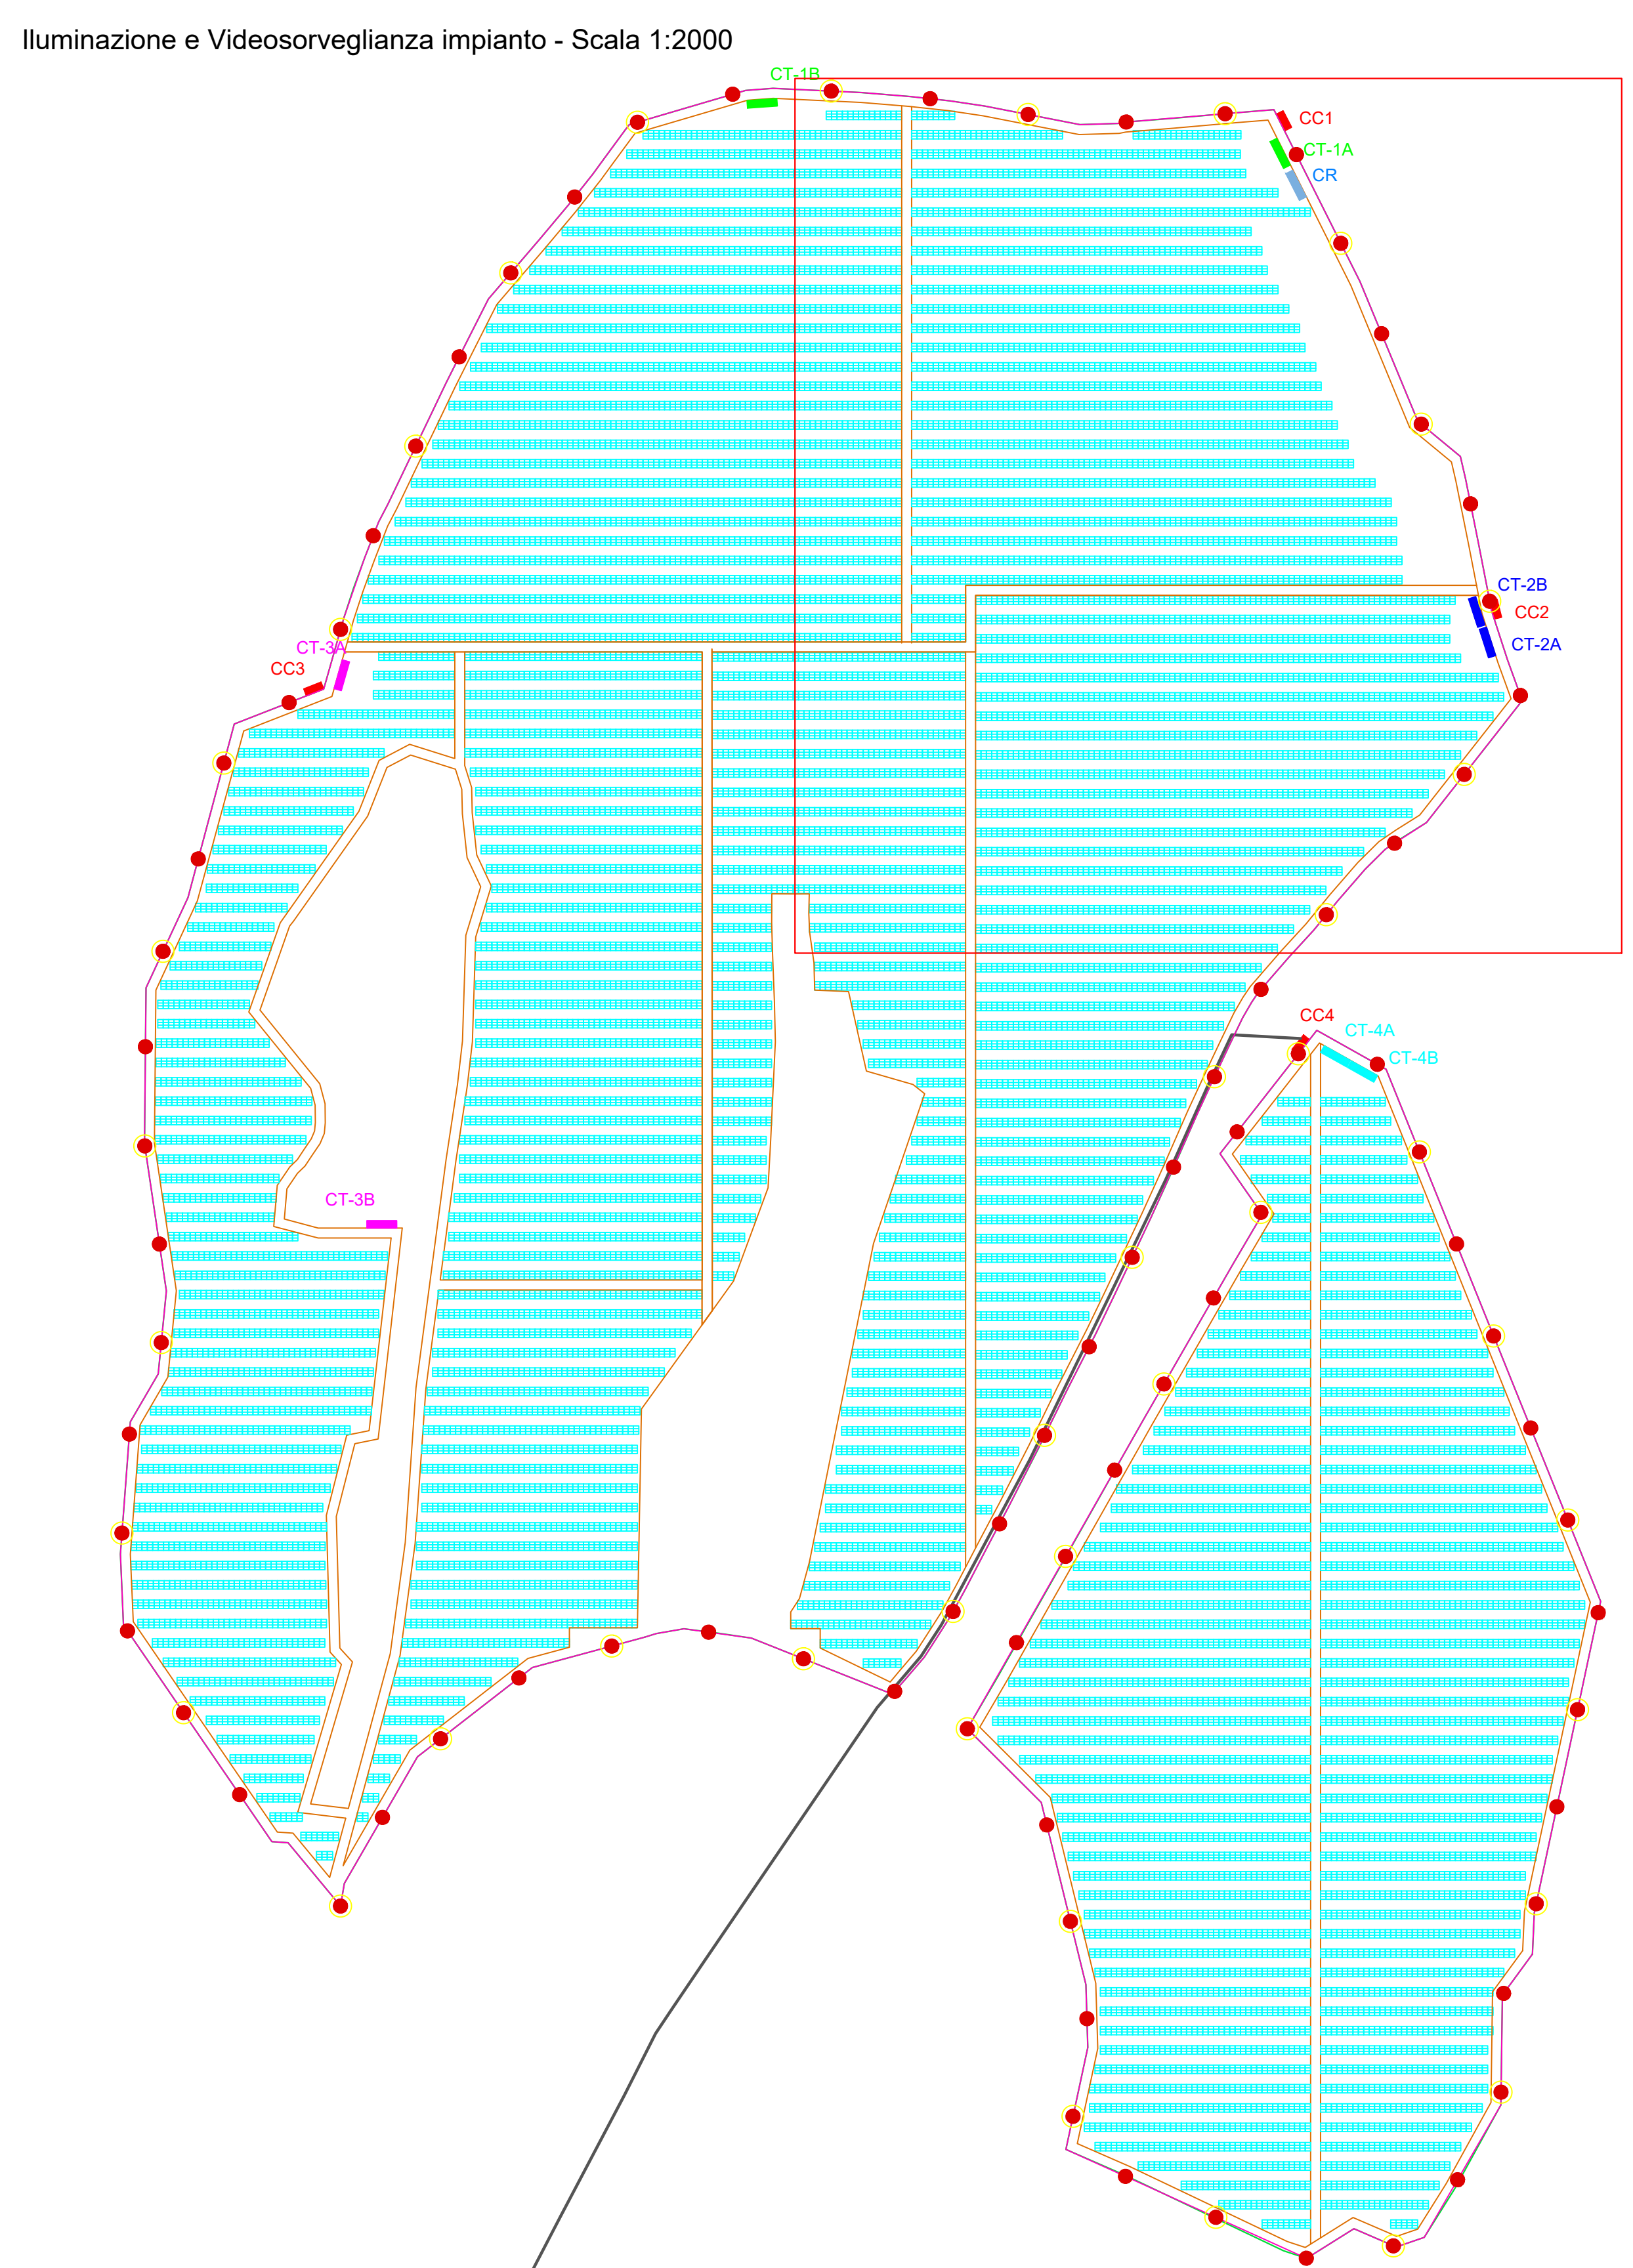 Iluminazione e Videosorveglianza impianto - Scala 1:2000
CT-1B
CC1
CT-1A
CR
CT-2B
CC2
CT-2A
CT-3A
CC3
CC4
CT-4A
CT-4B
CT-3B